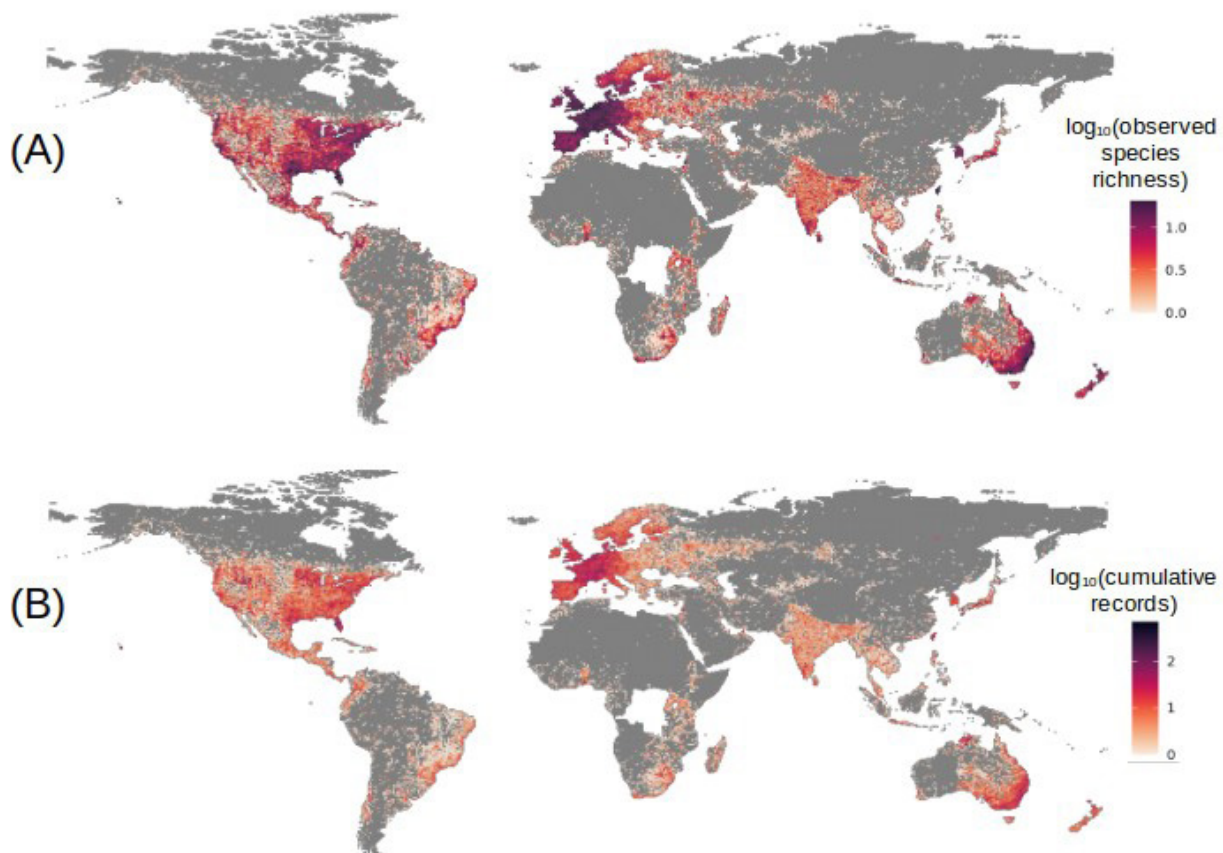 (A)
log₁₀(observed
species
richness)
1.0
0.5
0.0
(B)
log₁₀(cumulative
records)
2
1
0